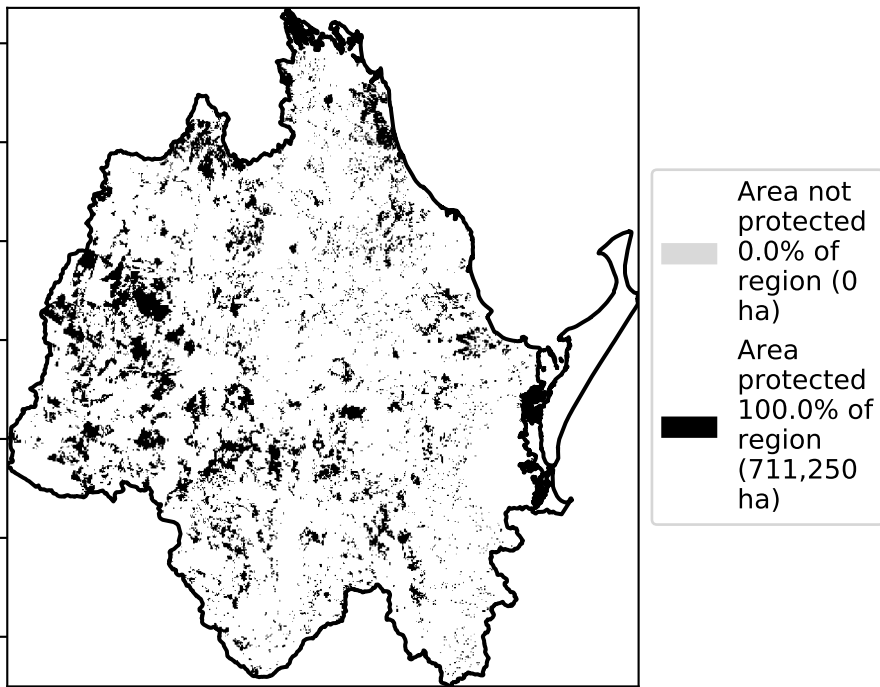 Area not
protected
0.0% of
region (0
ha)
Area
protected
100.0% of
region
(711,250
ha)